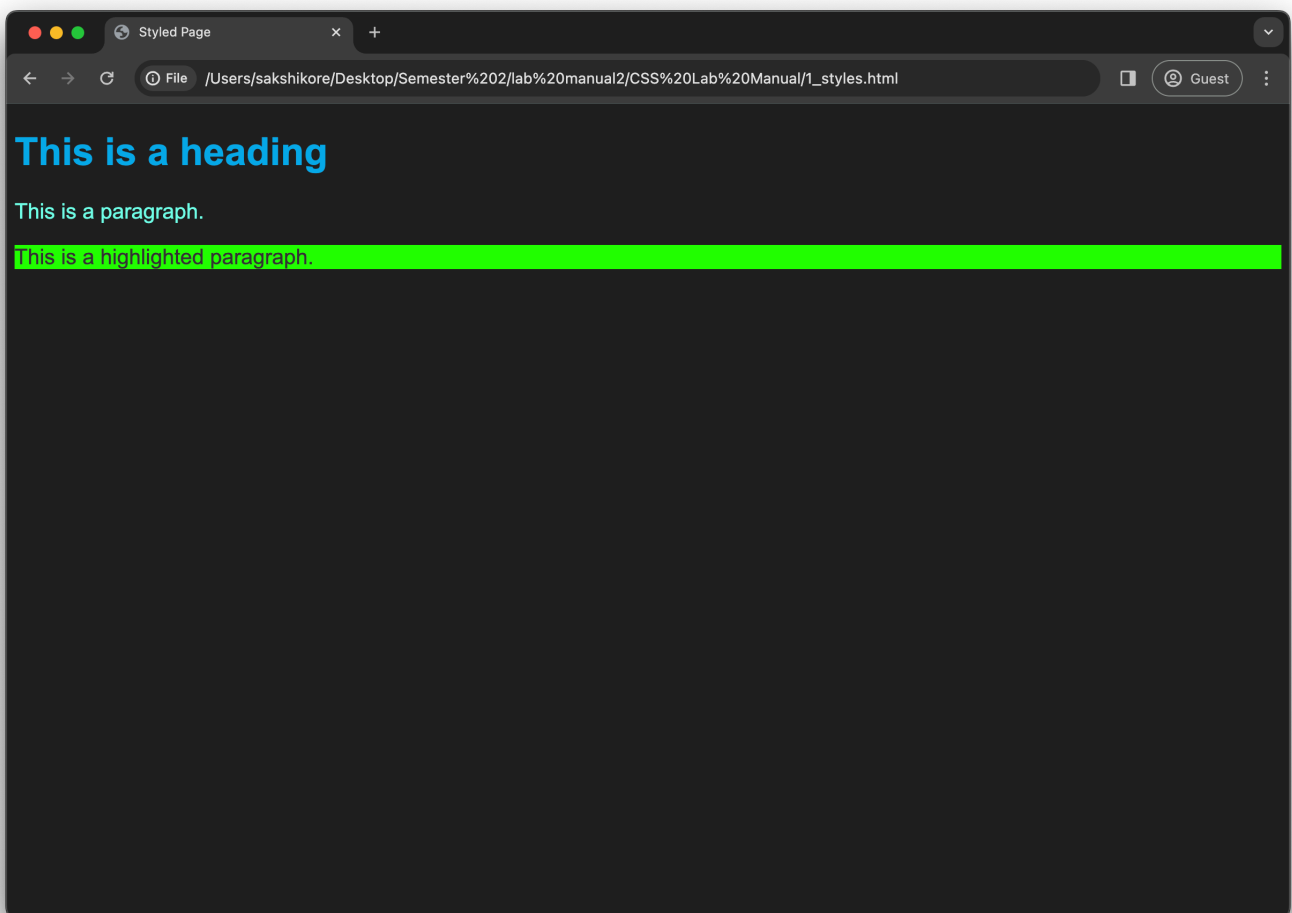 Styled Page
File /Users/sakshikore/Desktop/Semester%202/lab%20manual2/CSS%20Lab%20Manual/1_styles.html Guest
This is a heading
This is a paragraph.
This is a highlighted paragraph.